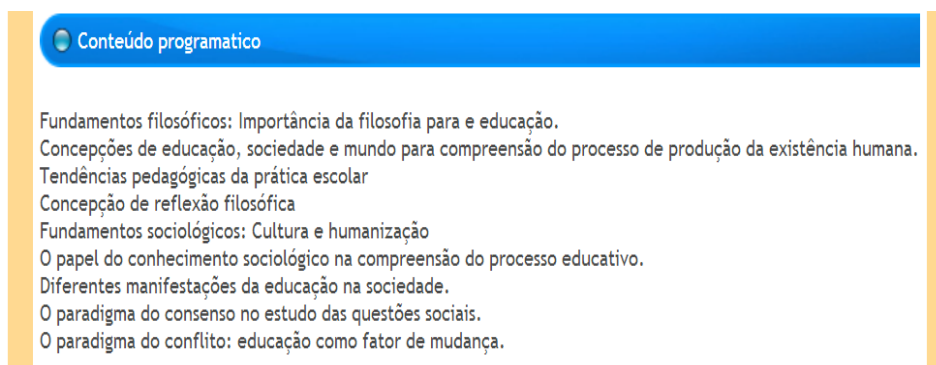 Conteúdo programatico
Fundamentos filosóficos: Importância da filosofia para e educação.
Concepções de educação, sociedade e mundo para compreensão do processo de produção da existência humana.
Tendências pedagógicas da prática escolar
Concepção de reflexão filosófica
Fundamentos sociológicos: Cultura e humanização
O papel do conhecimento sociológico na compreensão do processo educativo.
Diferentes manifestações da educação na sociedade.
O paradigma do consenso no estudo das questões sociais.
O paradigma do conflito: educação como fator de mudança.